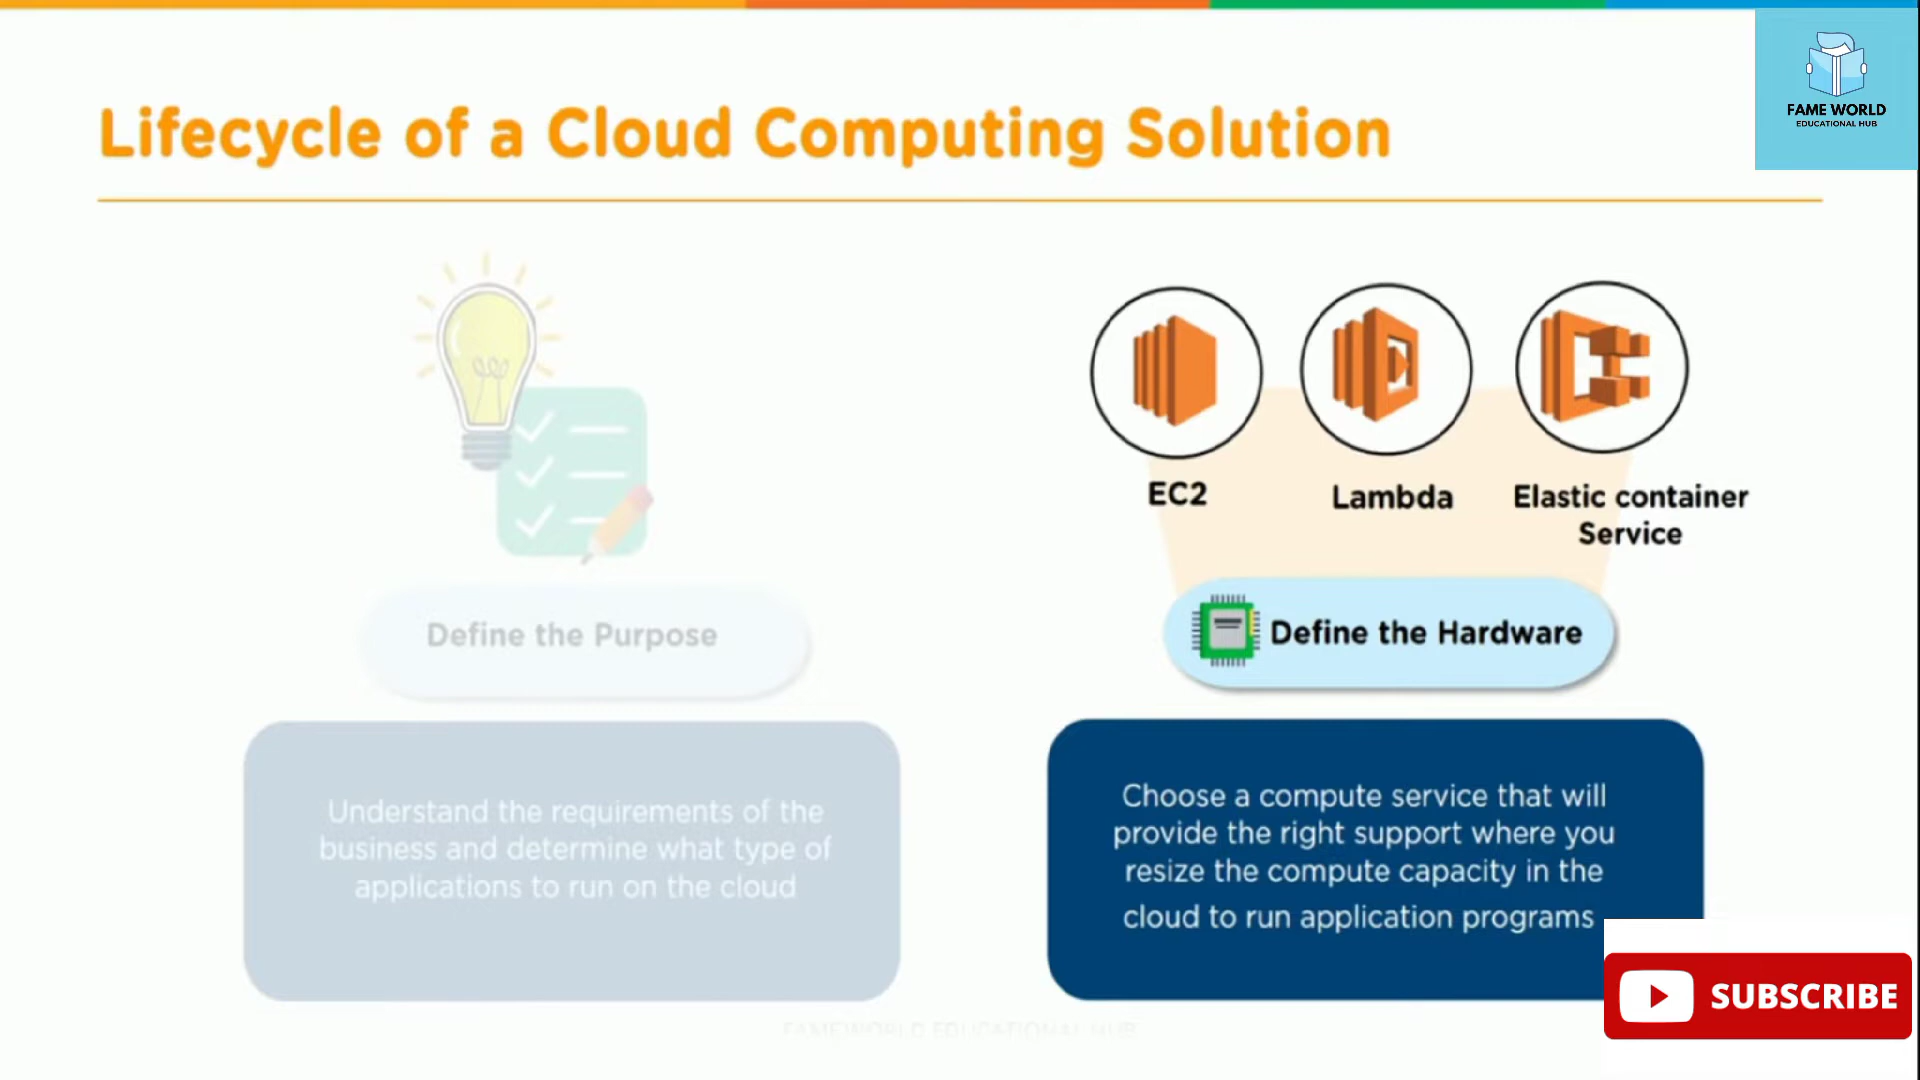 Lifecycle of a Cloud Computing Solution
FAME WORLD
EDUCATIONAL HUB
Define the Purpose
Understand the requirements of the
business and determine what type of
applications to run on the cloud
EC2
Lambda
Elastic container
Service
Define the Hardware
Choose a compute service that will
provide the right support where you
resize the compute capacity in the
cloud to run application programs
SUBSCRIBE
FAMEWORLD EDUCATIONAL HUB